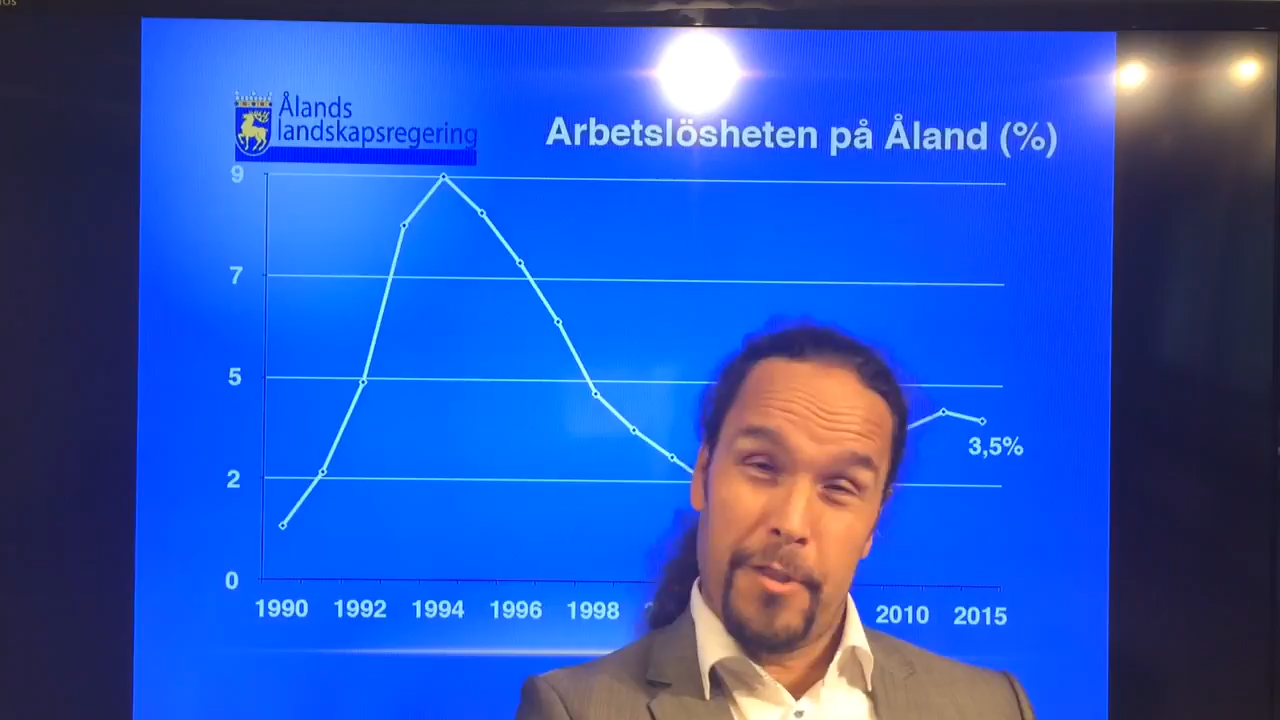 Ålands
landskapsregering
Arbetslösheten på Åland (%)
9
7
5
3,5%
2
0
1990 1992 1994 1996 1998 2010 2015